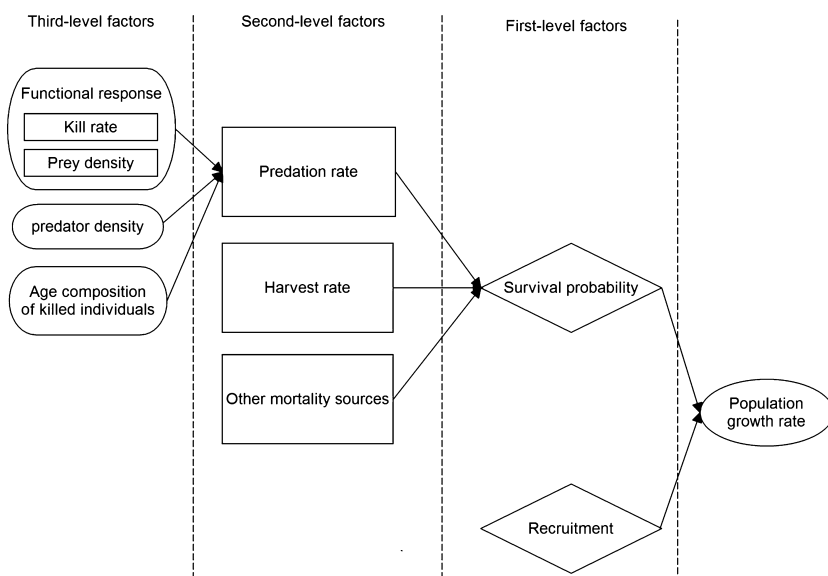 Third-level factors
Second-level factors
First-level factors
Functional response
Kill rate
Prey density
predator density
Age composition
of killed individuals
Predation rate
Harvest rate
Other mortality sources
Survival probability
Recruitment
Population
growth rate